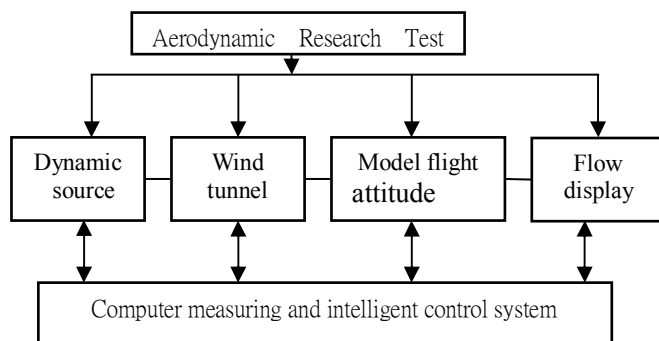 Aerodynamic Research Test
Dynamic
source
Wind
tunnel
Model flight
attitude
Flow
display
Computer measuring and intelligent control system